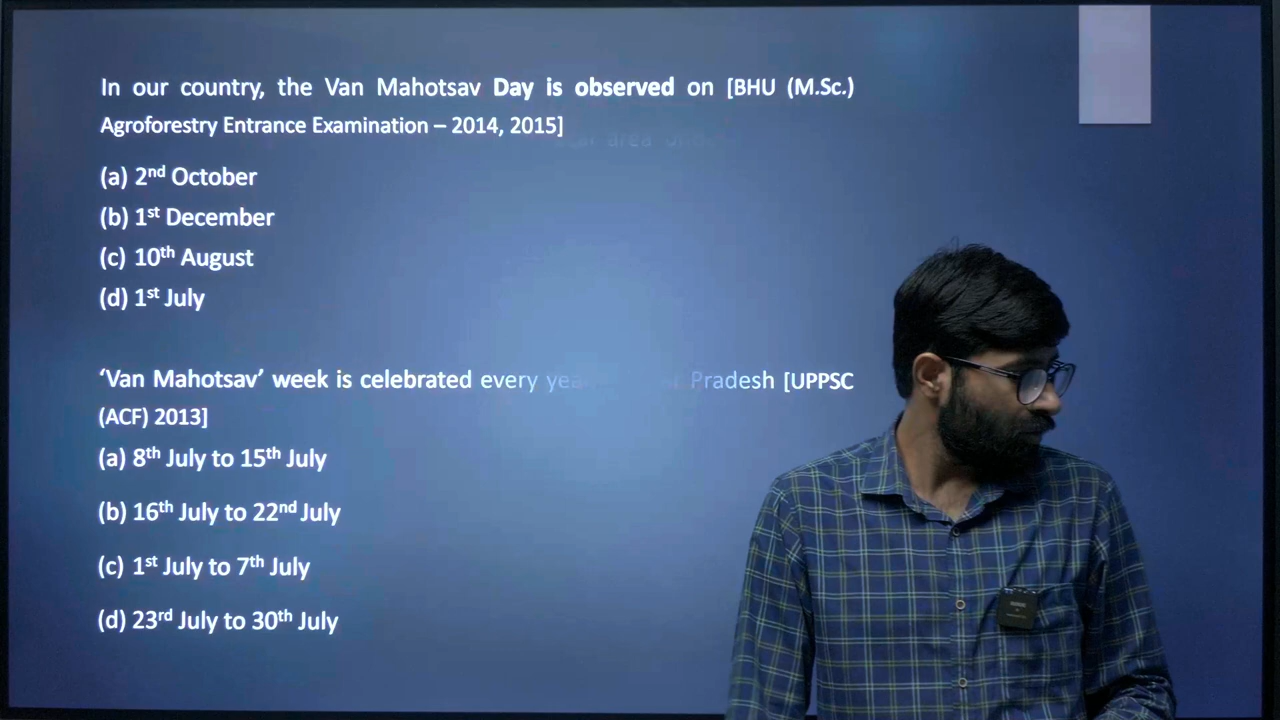 In our country, the Van Mahotsav Day is observed on [BHU (M.Sc.)
Agroforestry Entrance Examination – 2014, 2015]
(a) 2nd October
(b) 1st December
(c) 10th August
(d) 1st July
‘Van Mahotsav’ week is celebrated every Pradesh [UPPSC
(ACF) 2013]
(a) 8th July to 15th July
(b) 16th July to 22nd July
(c) 1st July to 7th July
(d) 23rd July to 30th July